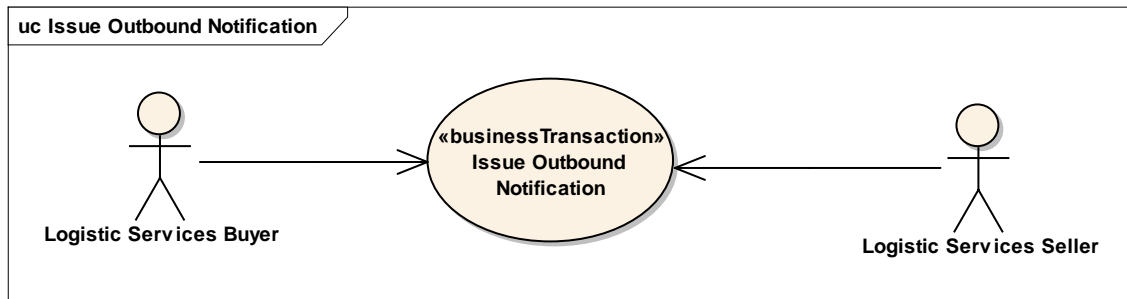 uc Issue Outbound Notification
«businessTransaction»
Issue Outbound
Notification
Logistic Services Buyer
Logistic Services Seller